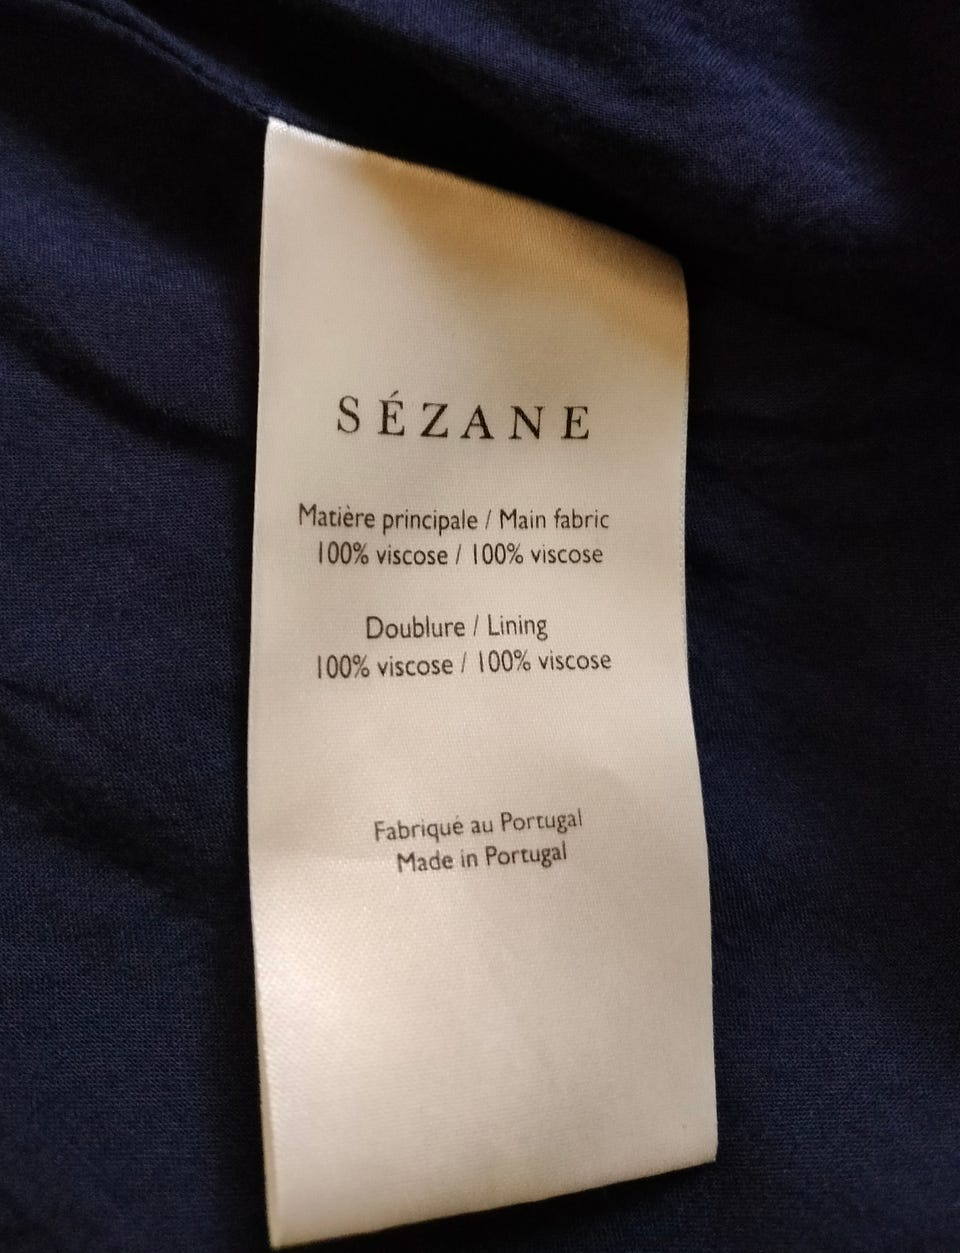 SÉZANE
Matière principale / Main fabric
100% viscose / 100% viscose
Doublure / Lining
100% viscose / 100% viscose
Fabriqué au Portugal
Made in Portugal